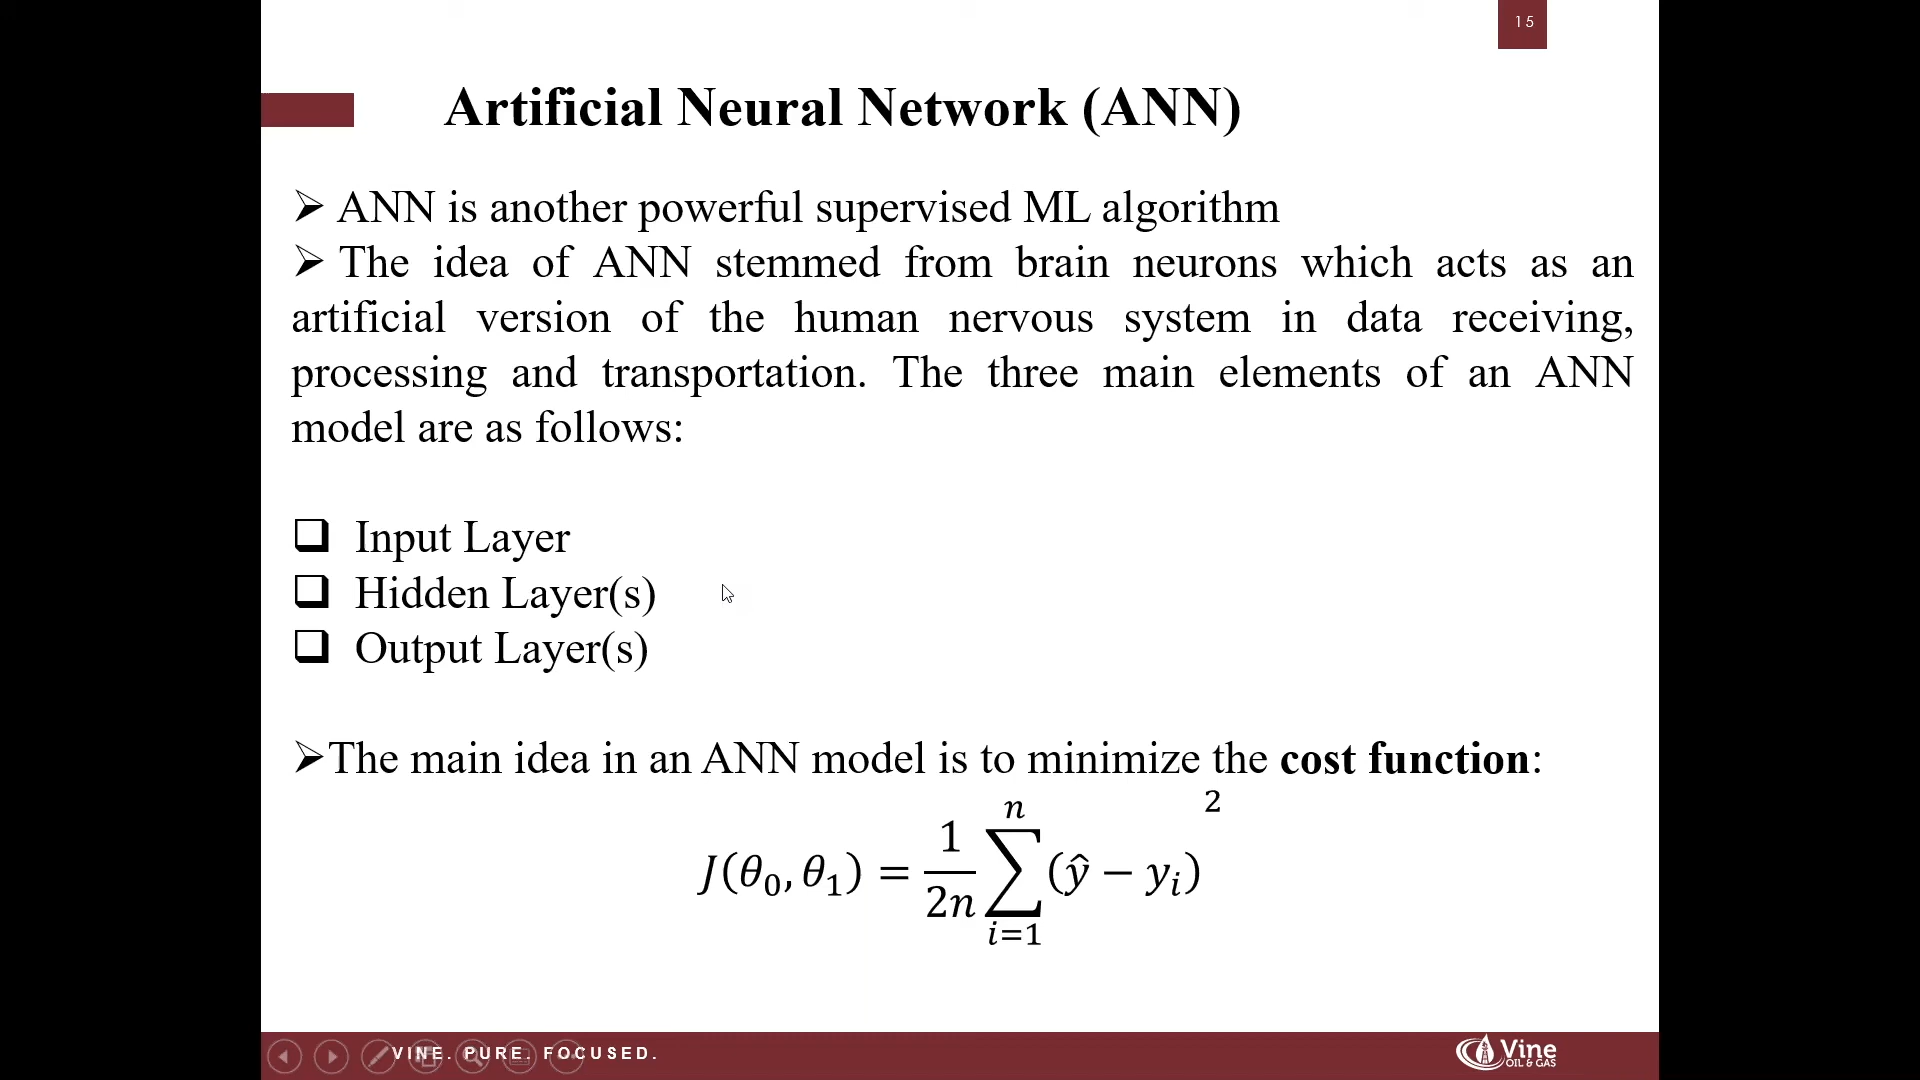 15
Artificial Neural Network (ANN)
➢ ANN is another powerful supervised ML algorithm
➢ The idea of ANN stemmed from brain neurons which acts as an
artificial version of the human nervous system in data receiving,
processing and transportation. The three main elements of an ANN
model are as follows:
❑ Input Layer
❑ Hidden Layer(s)
❑ Output Layer(s)
➢The main idea in an ANN model is to minimize the cost function:
J(θ₀, θ₁) = 1/2n ∑ᵢ₌₁ⁿ (ŷ − yᵢ)²
VINE. PURE. FOCUSED.
Vine
OIL & GAS